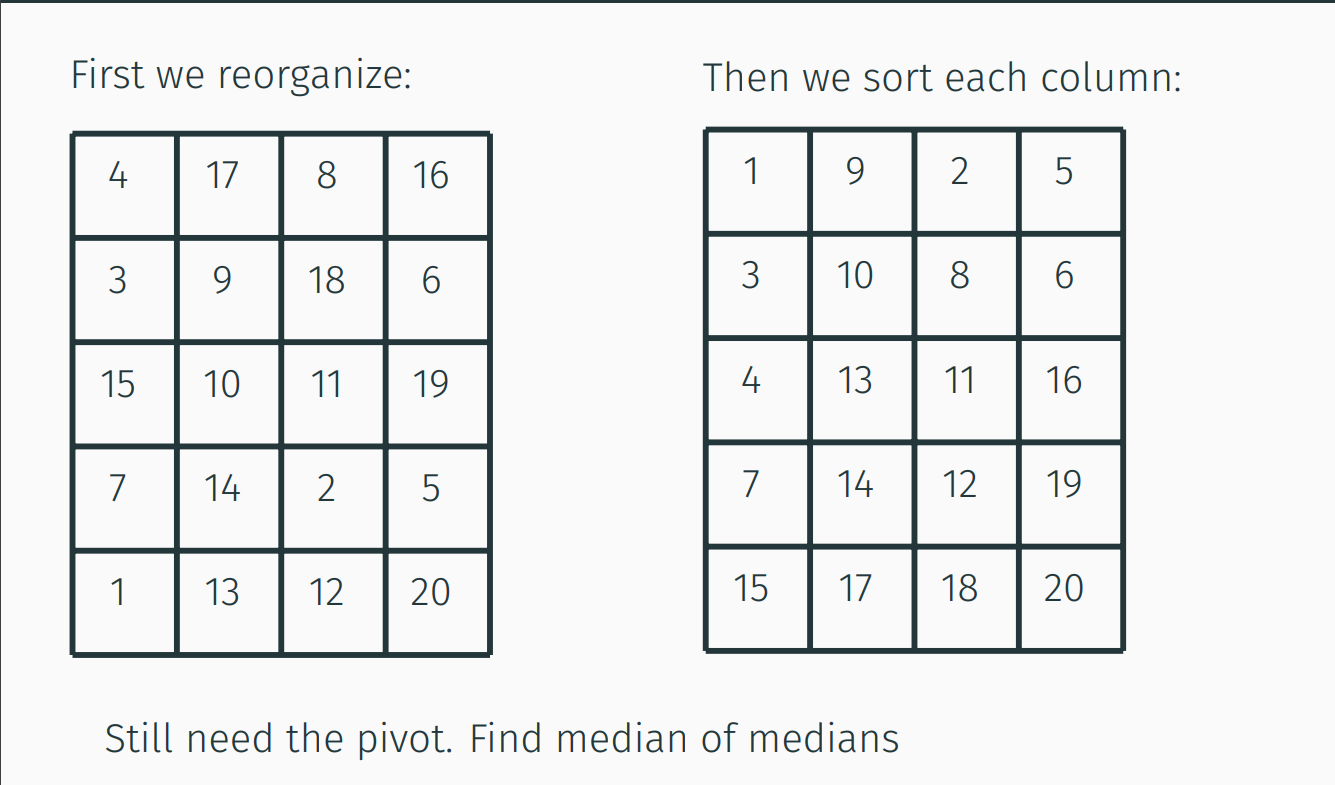 First we reorganize:
4 17 8 16
3 9 18 6
15 10 11 19
7 14 2 5
1 13 12 20
Then we sort each column:
1 9 2 5
3 10 8 6
4 13 11 16
7 14 12 19
15 17 18 20
Still need the pivot. Find median of medians